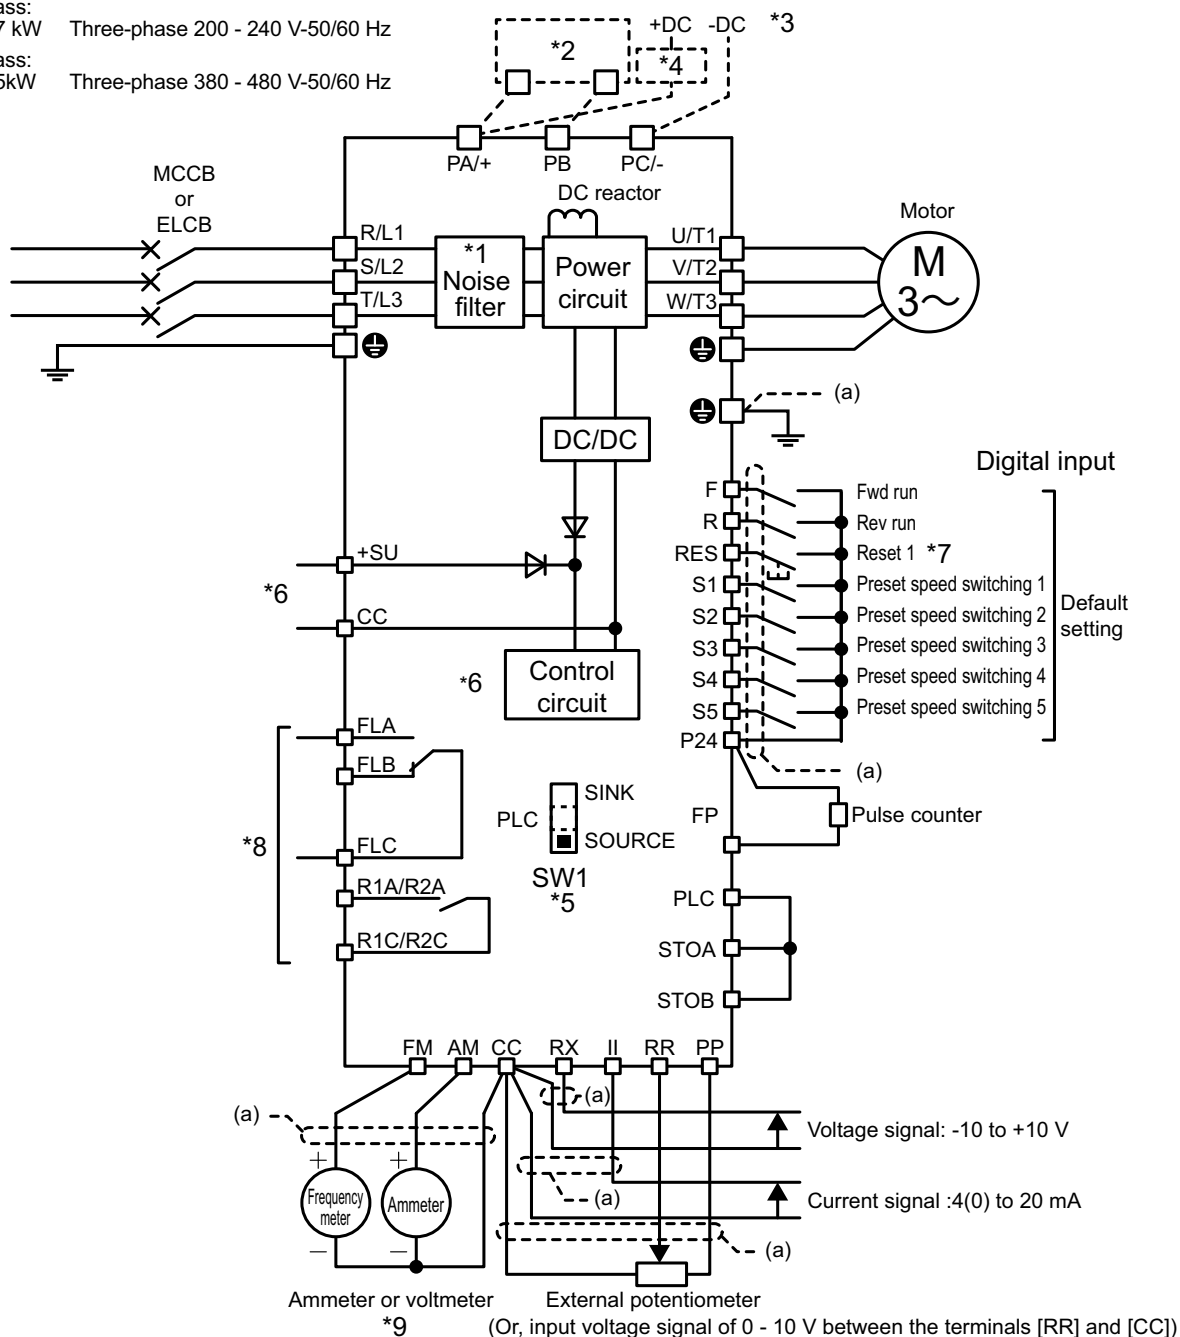 ass:
7 kW Three-phase 200 - 240 V-50/60 Hz
ass:
5kW Three-phase 380 - 480 V-50/60 Hz
*2
+DC -DC *3
*4
PA/+ PB PC/-
DC reactor
MCCB
or
ELCB
R/L1
S/L2
T/L3
*1
Noise
filter
Power
circuit
U/T1
V/T2
W/T3
Motor
M
3～
(a)
DC/DC
Digital input
F Fwd run
R Rev run
RES Reset 1 *7
S1 Preset speed switching 1
S2 Preset speed switching 2
S3 Preset speed switching 3
S4 Preset speed switching 4
S5 Preset speed switching 5
P24
Default
setting
(a)
+SU
*6
CC
*6
Control
circuit
FLA
FLB
FLC
*8
R1A/R2A
R1C/R2C
SINK
PLC
SOURCE
SW1
*5
FP
Pulse counter
PLC
STOA
STOB
FM AM CC RX II RR PP
(a)
(a)
Voltage signal: -10 to +10 V
+ +
Frequency
meter
Ammeter
(a)
Current signal :4(0) to 20 mA
− −
(a)
Ammeter or voltmeter
*9
External potentiometer
(Or, input voltage signal of 0 - 10 V between the terminals [RR] and [CC])